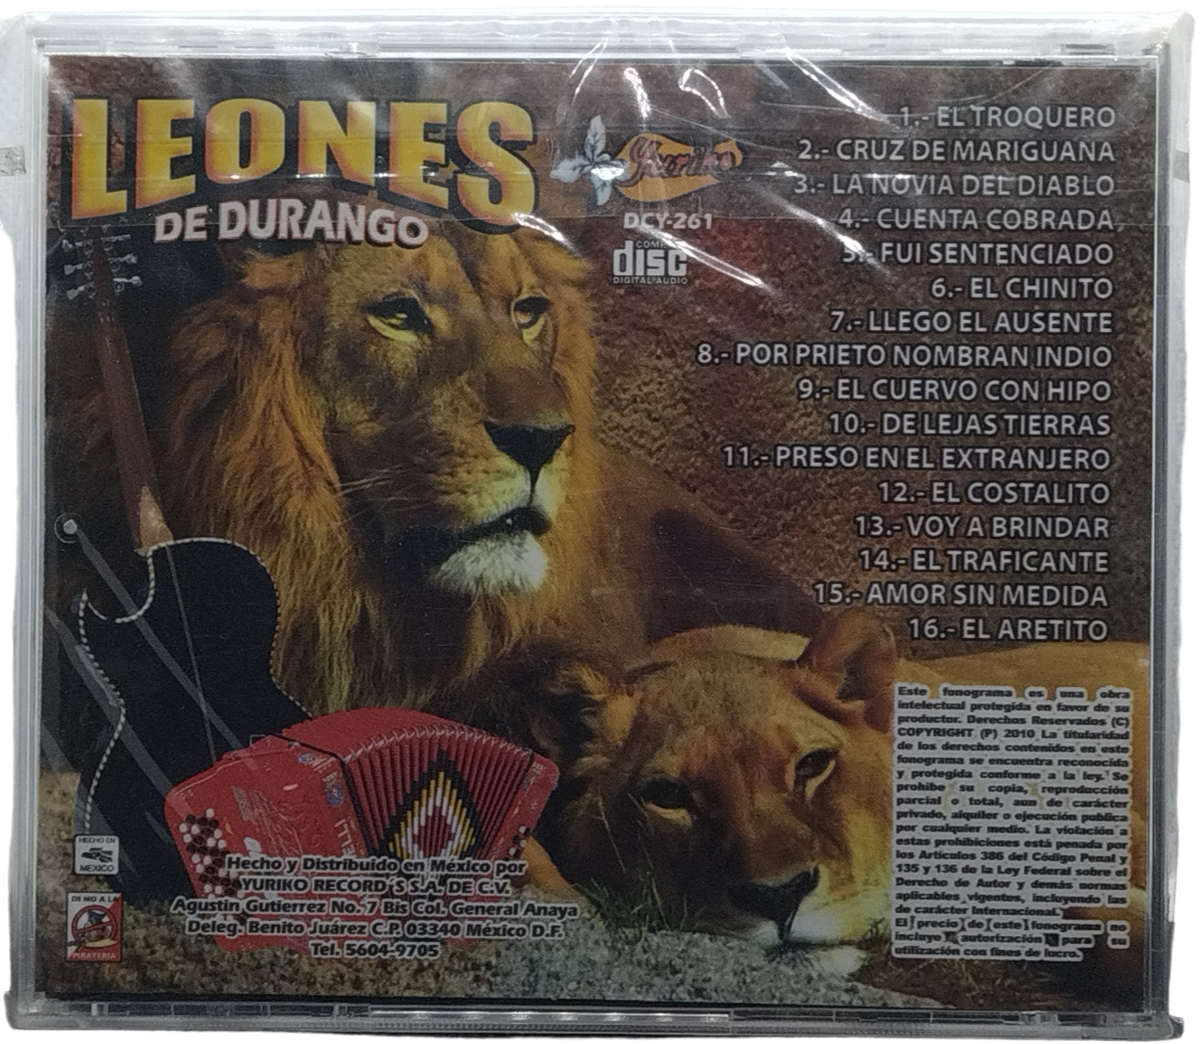 LEONES
DE DURANGO
Yuriko
DCY-261
COMPACT
disc
DIGITAL AUDIO
1.- EL TROQUERO
2.- CRUZ DE MARIGUANA
3.- LA NOVIA DEL DIABLO
4.- CUENTA COBRADA
5.- FUI SENTENCIADO
6.- EL CHINITO
7.- LLEGO EL AUSENTE
8.- POR PRIETO NOMBRAN INDIO
9.- EL CUERVO CON HIPO
10.- DE LEJAS TIERRAS
11.- PRESO EN EL EXTRANJERO
12.- EL COSTALITO
13.- VOY A BRINDAR
14.- EL TRAFICANTE
15.- AMOR SIN MEDIDA
16.- EL ARETITO
Este fonograma es una obra
intelectual protegida en favor de su
productor. Derechos Reservados (C)
COPYRIGHT (P) 2010 La titularidad
de los derechos contenidos en este
fonograma se encuentra reconocida
y protegida conforme a la ley. Se
prohibe su copia, reproducción
parcial o total, aun de carácter
privado, alquiler o ejecución publica
por cualquier medio. La violación a
estas prohibiciones está penada por
los Artículos 386 del Código Penal y
135 y 136 de la Ley Federal sobre el
Derecho de Autor y demás normas
aplicables vigentes, incluyendo las
de carácter Internacional.
El precio de este fonograma no
incluye autorización para su
utilización con fines de lucro.
HECHO EN
MEXICO
DI NO A LA
PIRATERIA
Hecho y Distribuido en México por
YURIKO RECORD´S S.A. DE C.V.
Agustin Gutierrez No. 7 Bis Col. General Anaya
Deleg. Benito Juárez C.P. 03340 México D.F.
Tel. 5604-9705